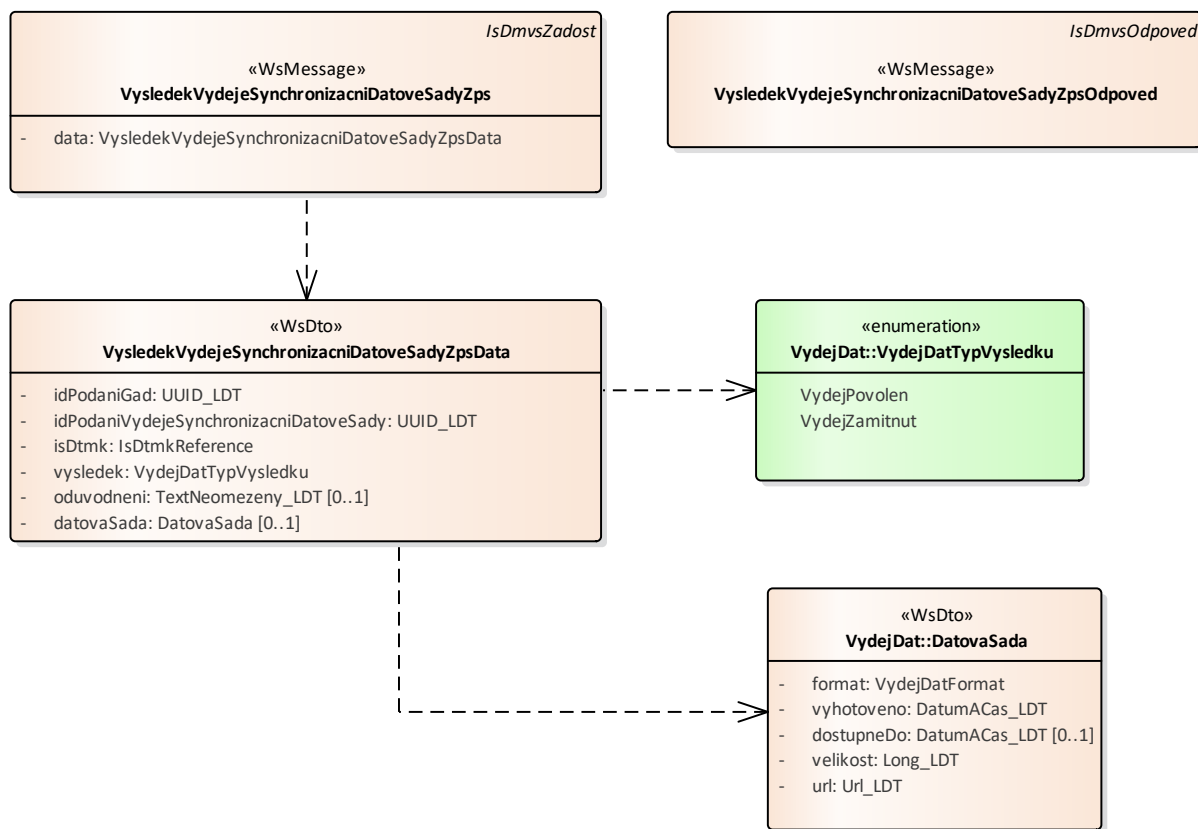 IsDmvsZadost
«WsMessage»
VysledekVydejeSynchronizacniDatoveSadyZps
- data: VysledekVydejeSynchronizacniDatoveSadyZpsData
IsDmvsOdpoved
«WsMessage»
VysledekVydejeSynchronizacniDatoveSadyZpsOdpoved
«WsDto»
VysledekVydejeSynchronizacniDatoveSadyZpsData
- idPodaniGad: UUID_LDT
- idPodaniVydejeSynchronizacniDatoveSady: UUID_LDT
- isDtmk: IsDtmkReference
- vysledek: VydejDatTypVysledku
- oduvodneni: TextNeomezeny_LDT [0..1]
- datovaSada: DatovaSada [0..1]
«enumeration»
VydejDat::VydejDatTypVysledku
VydejPovolen
VydejZamitnut
«WsDto»
VydejDat::DatovaSada
- format: VydejDatFormat
- vyhotoveno: DatumACas_LDT
- dostupneDo: DatumACas_LDT [0..1]
- velikost: Long_LDT
- url: Url_LDT